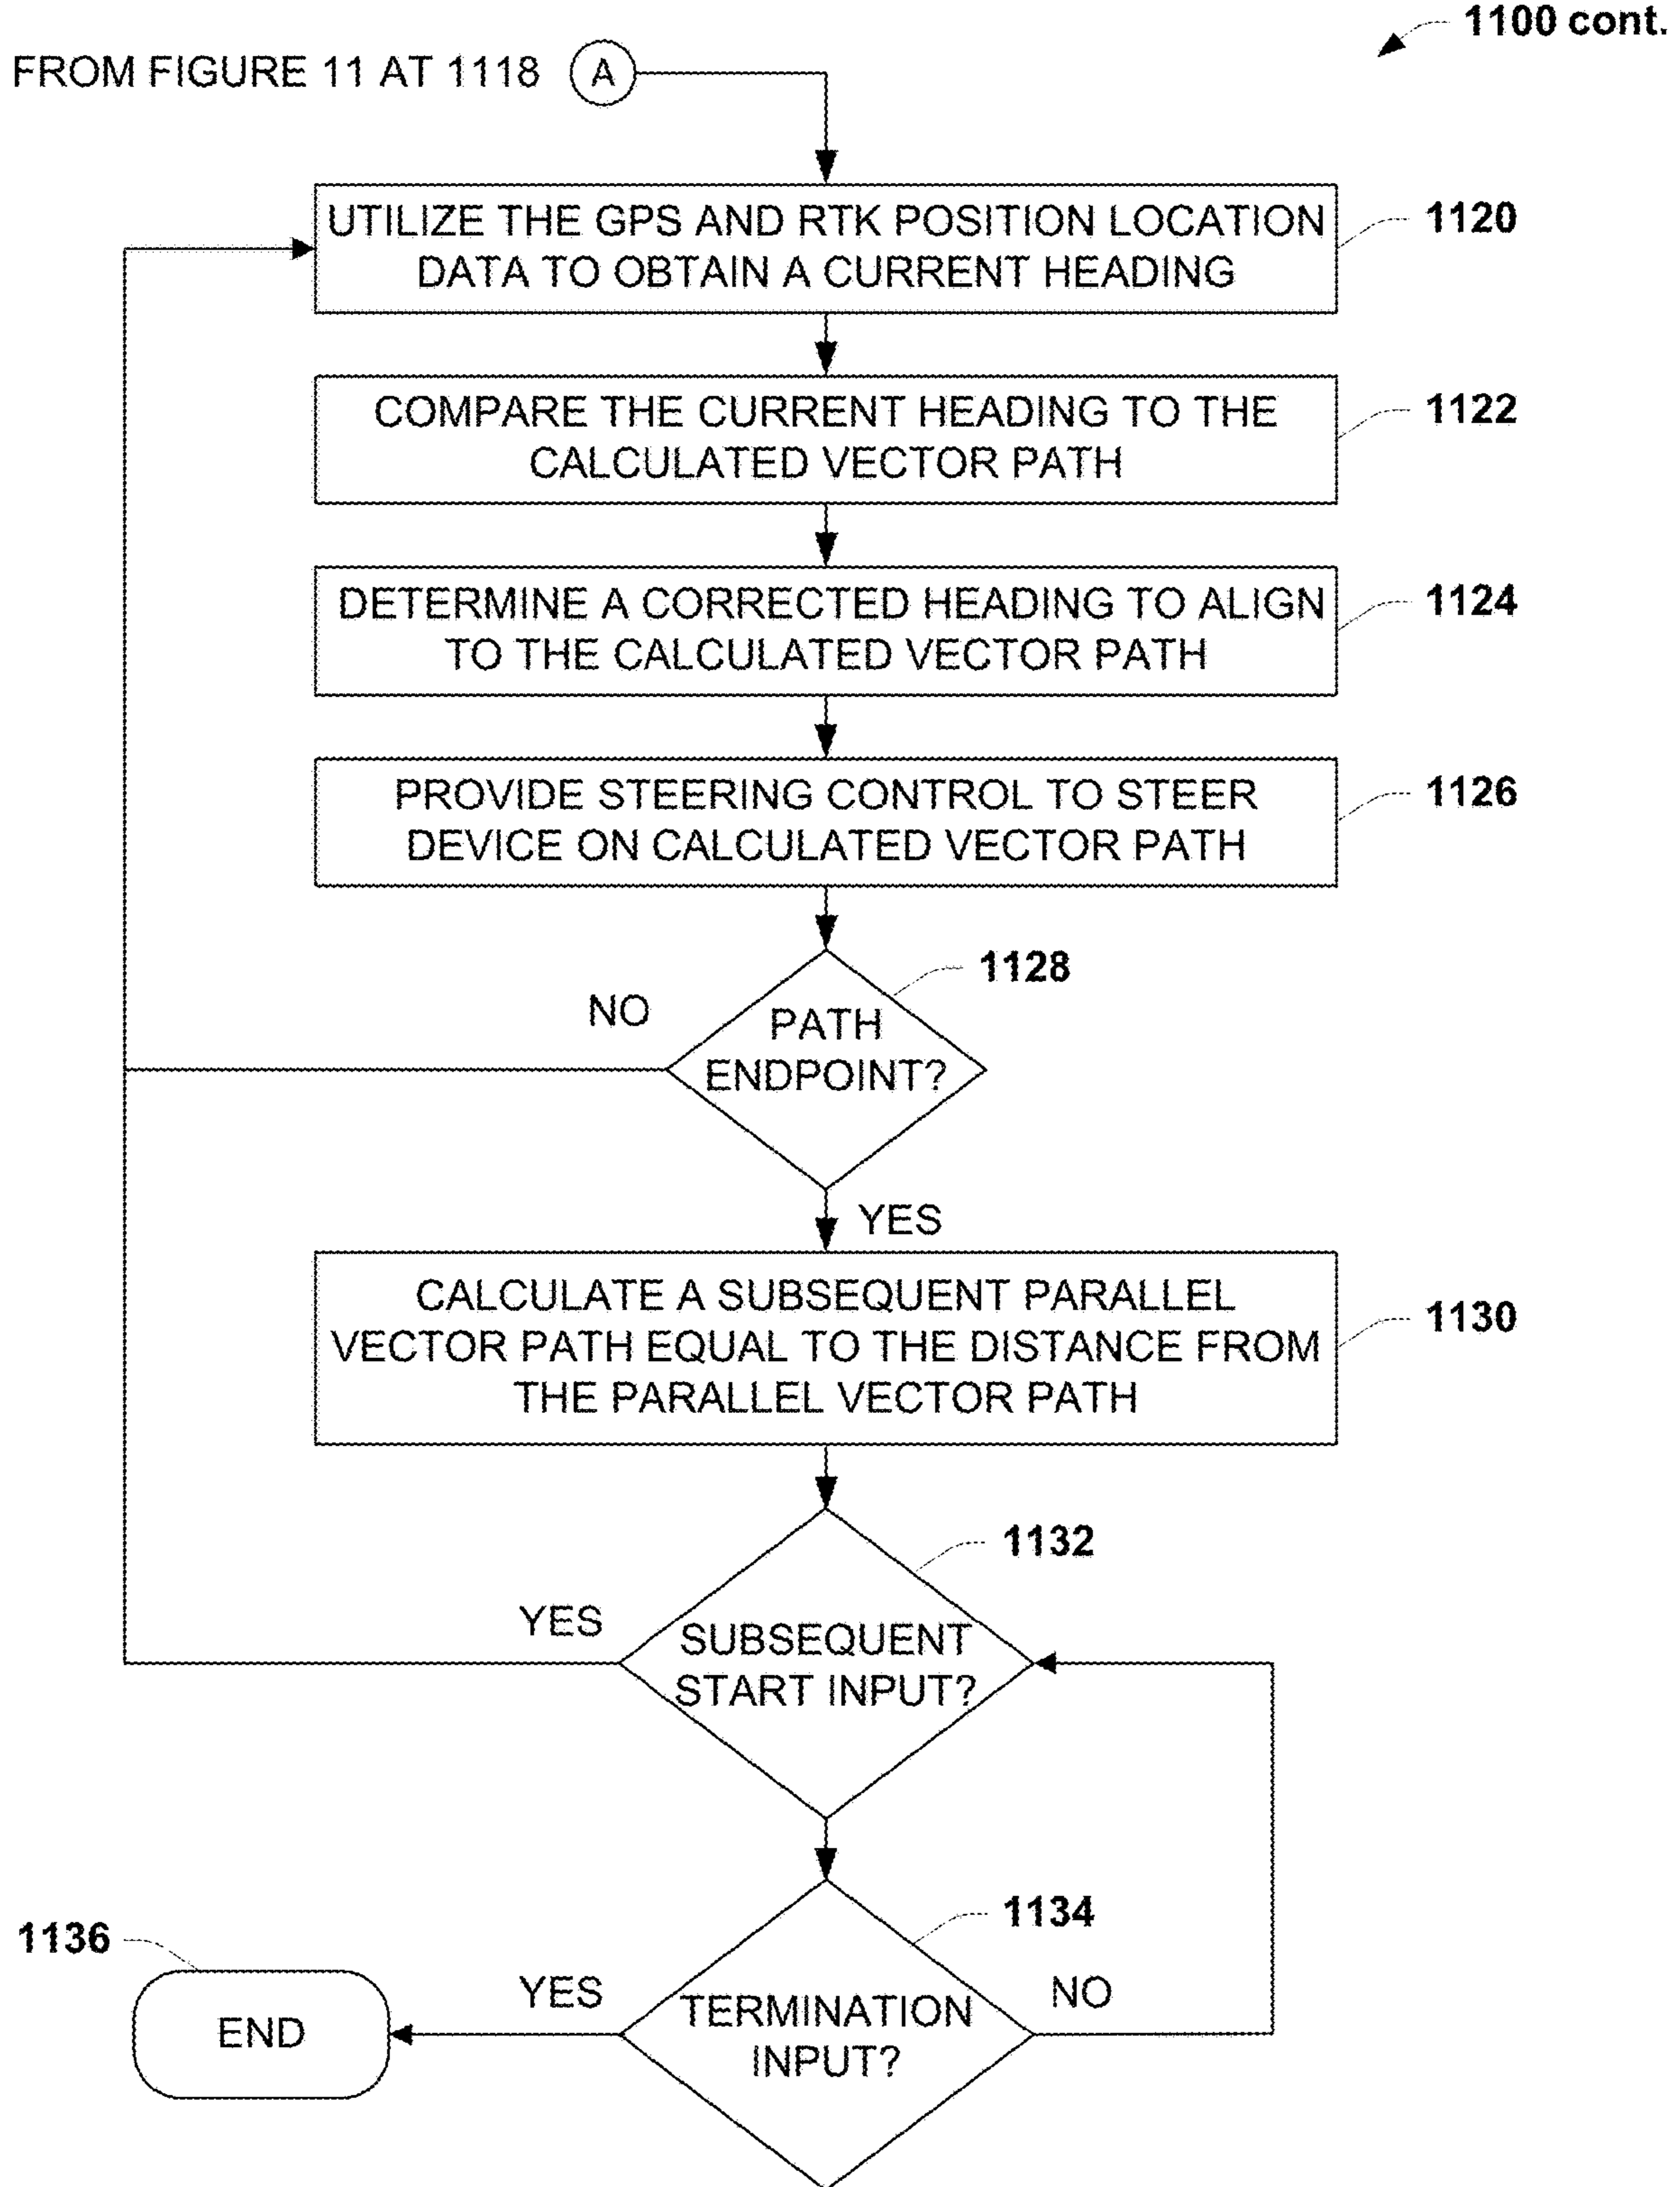 1100 cont.
FROM FIGURE 11 AT 1118 A
UTILIZE THE GPS AND RTK POSITION LOCATION
DATA TO OBTAIN A CURRENT HEADING
1120
COMPARE THE CURRENT HEADING TO THE
CALCULATED VECTOR PATH
1122
DETERMINE A CORRECTED HEADING TO ALIGN
TO THE CALCULATED VECTOR PATH
1124
PROVIDE STEERING CONTROL TO STEER
DEVICE ON CALCULATED VECTOR PATH
1126
1128
NO
PATH
ENDPOINT?
YES
CALCULATE A SUBSEQUENT PARALLEL
VECTOR PATH EQUAL TO THE DISTANCE FROM
THE PARALLEL VECTOR PATH
1130
1132
YES
SUBSEQUENT
START INPUT?
1134
1136
YES
NO
TERMINATION
INPUT?
END